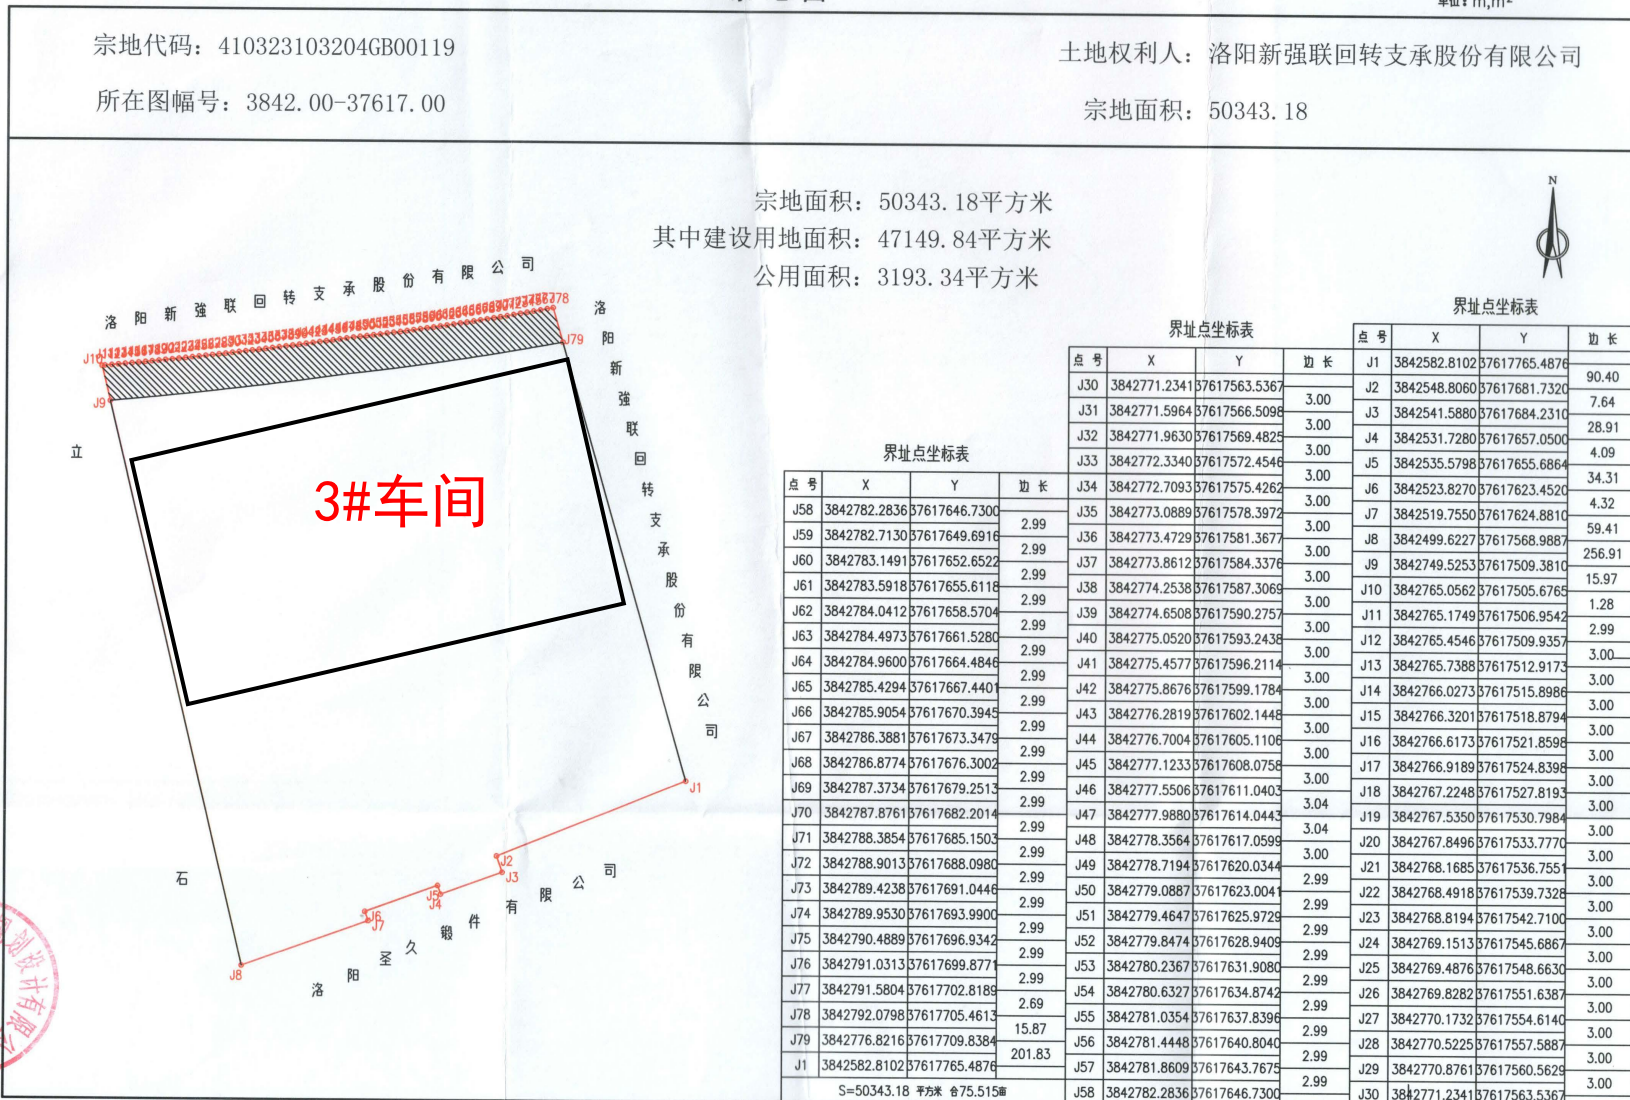 单位：m,m²
宗地代码：410323103204GB00119
土地权利人：洛阳新强联回转支承股份有限公司
所在图幅号：3842.00-37617.00
宗地面积：50343.18
宗地面积：50343.18平方米
其中建设用地面积：47149.84平方米
公用面积：3193.34平方米
N
洛阳新強联回转支承股份有限公司
洛阳新強联回转支承股份有限公司
J10
J78
J79
J9
立
3#车间
J1
J2
J3
J5
J4
J6
J7
J8
石
洛阳圣久锻件有限公司
界址点坐标表
点号 X Y 边长
J58 3842782.2836 37617646.7300
2.99
J59 3842782.7130 37617649.6916
2.99
J60 3842783.1491 37617652.6522
2.99
J61 3842783.5918 37617655.6118
2.99
J62 3842784.0412 37617658.5704
2.99
J63 3842784.4973 37617661.5280
2.99
J64 3842784.9600 37617664.4846
2.99
J65 3842785.4294 37617667.4401
2.99
J66 3842785.9054 37617670.3945
2.99
J67 3842786.3881 37617673.3479
2.99
J68 3842786.8774 37617676.3002
2.99
J69 3842787.3734 37617679.2513
2.99
J70 3842787.8761 37617682.2014
2.99
J71 3842788.3854 37617685.1503
2.99
J72 3842788.9013 37617688.0980
2.99
J73 3842789.4238 37617691.0446
2.99
J74 3842789.9530 37617693.9900
2.99
J75 3842790.4889 37617696.9342
2.99
J76 3842791.0313 37617699.8771
2.99
J77 3842791.5804 37617702.8189
2.69
J78 3842792.0798 37617705.4613
15.87
J79 3842776.8216 37617709.8384
201.83
J1 3842582.8102 37617765.4876
S=50343.18 平方米 合75.515亩
界址点坐标表
点号 X Y 边长
J30 3842771.2341 37617563.5367
3.00
J31 3842771.5964 37617566.5098
3.00
J32 3842771.9630 37617569.4825
3.00
J33 3842772.3340 37617572.4546
3.00
J34 3842772.7093 37617575.4262
3.00
J35 3842773.0889 37617578.3972
3.00
J36 3842773.4729 37617581.3677
3.00
J37 3842773.8612 37617584.3376
3.00
J38 3842774.2538 37617587.3069
3.00
J39 3842774.6508 37617590.2757
3.00
J40 3842775.0520 37617593.2438
3.00
J41 3842775.4577 37617596.2114
3.00
J42 3842775.8676 37617599.1784
3.00
J43 3842776.2819 37617602.1448
3.00
J44 3842776.7004 37617605.1106
3.00
J45 3842777.1233 37617608.0758
3.00
J46 3842777.5506 37617611.0403
3.04
J47 3842777.9880 37617614.0443
3.04
J48 3842778.3564 37617617.0599
3.00
J49 3842778.7194 37617620.0344
2.99
J50 3842779.0887 37617623.0041
2.99
J51 3842779.4647 37617625.9729
2.99
J52 3842779.8474 37617628.9409
2.99
J53 3842780.2367 37617631.9080
2.99
J54 3842780.6327 37617634.8742
2.99
J55 3842781.0354 37617637.8396
2.99
J56 3842781.4448 37617640.8040
2.99
J57 3842781.8609 37617643.7675
2.99
J58 3842782.2836 37617646.7300
界址点坐标表
点号 X Y 边长
J1 3842582.8102 37617765.4876
90.40
J2 3842548.8060 37617681.7320
7.64
J3 3842541.5880 37617684.2310
28.91
J4 3842531.7280 37617657.0500
4.09
J5 3842535.5798 37617655.6864
34.31
J6 3842523.8270 37617623.4520
4.32
J7 3842519.7550 37617624.8810
59.41
J8 3842499.6227 37617568.9887
256.91
J9 3842749.5253 37617509.3810
15.97
J10 3842765.0562 37617505.6765
1.28
J11 3842765.1749 37617506.9542
2.99
J12 3842765.4546 37617509.9357
3.00
J13 3842765.7388 37617512.9173
3.00
J14 3842766.0273 37617515.8986
3.00
J15 3842766.3201 37617518.8794
3.00
J16 3842766.6173 37617521.8598
3.00
J17 3842766.9189 37617524.8398
3.00
J18 3842767.2248 37617527.8193
3.00
J19 3842767.5350 37617530.7984
3.00
J20 3842767.8496 37617533.7770
3.00
J21 3842768.1685 37617536.7551
3.00
J22 3842768.4918 37617539.7328
3.00
J23 3842768.8194 37617542.7100
3.00
J24 3842769.1513 37617545.6867
3.00
J25 3842769.4876 37617548.6630
3.00
J26 3842769.8282 37617551.6387
3.00
J27 3842770.1732 37617554.6140
3.00
J28 3842770.5225 37617557.5887
3.00
J29 3842770.8761 37617560.5629
3.00
J30 3842771.2341 37617563.5367
划设计有限公